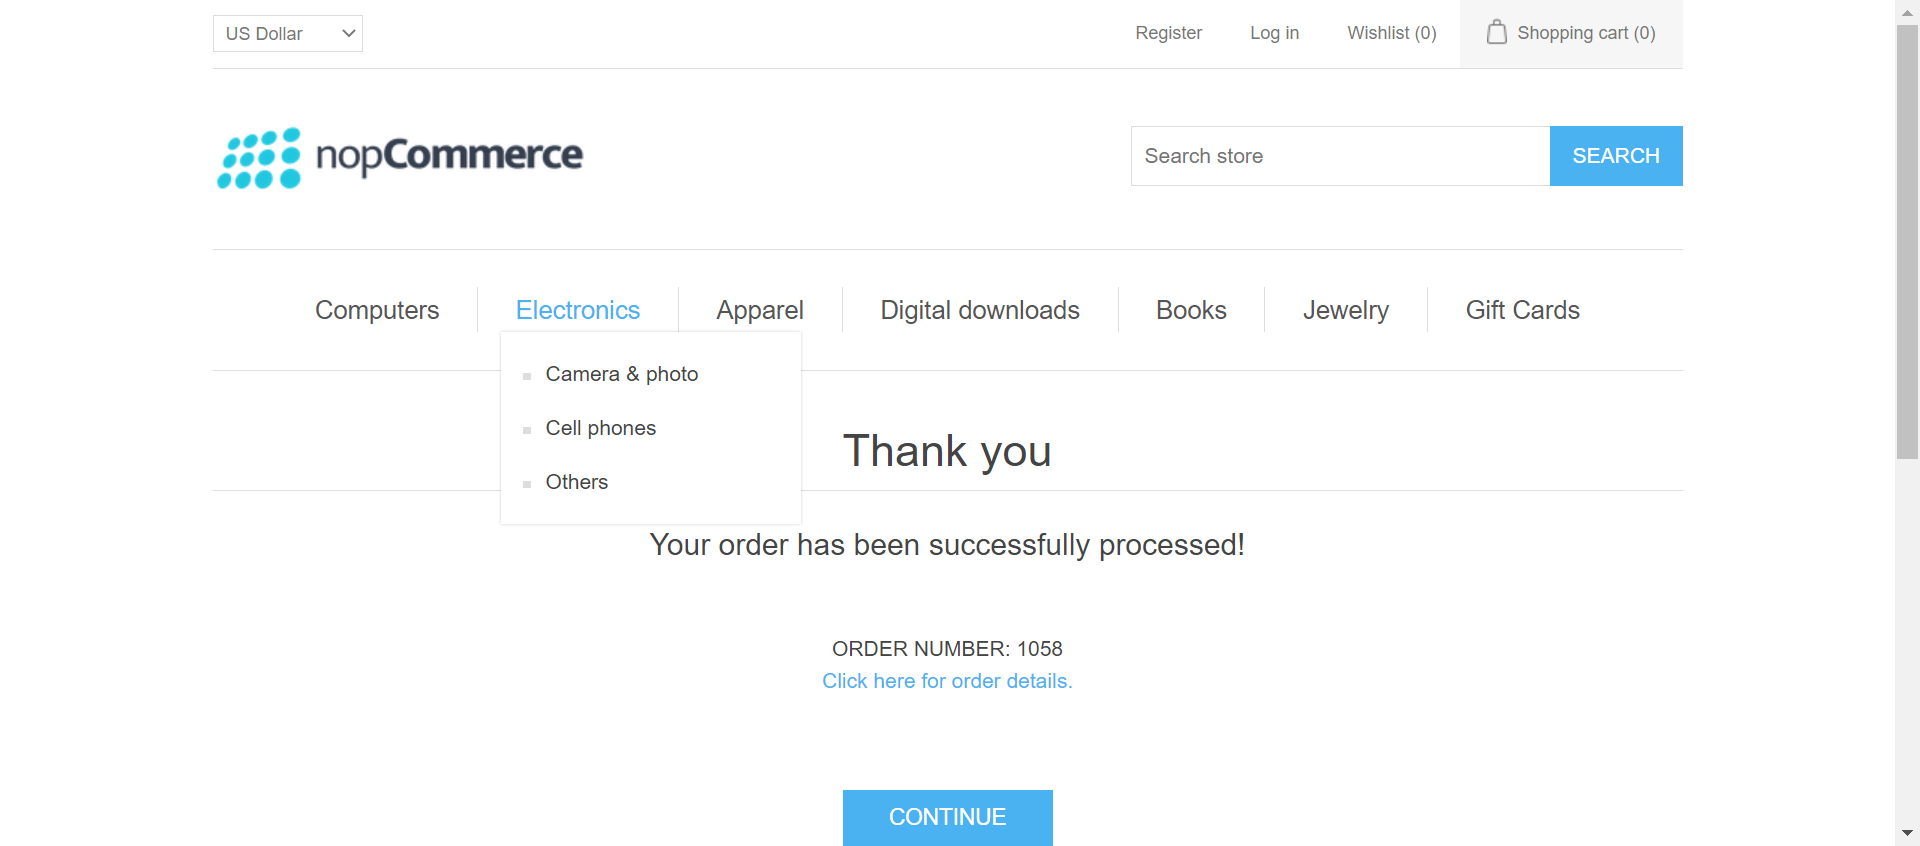 US Dollar
Register
Log in
Wishlist (0)
Shopping cart (0)
nopCommerce
Search store
SEARCH
Computers
Electronics
Apparel
Digital downloads
Books
Jewelry
Gift Cards
Camera & photo
Cell phones
Others
Thank you
Your order has been successfully processed!
ORDER NUMBER: 1058
Click here for order details.
CONTINUE